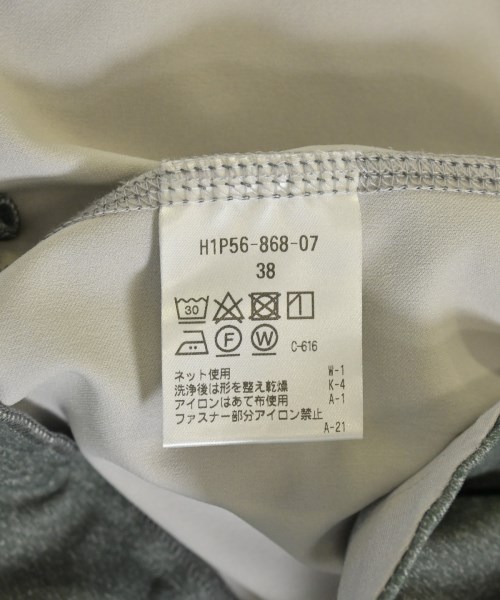 H1P56-868-07
38
30
F W C-616
ネット使用 W-1
洗浄後は形を整え乾燥 K-4
アイロンはあて布使用 A-1
ファスナー部分アイロン禁止
A-21